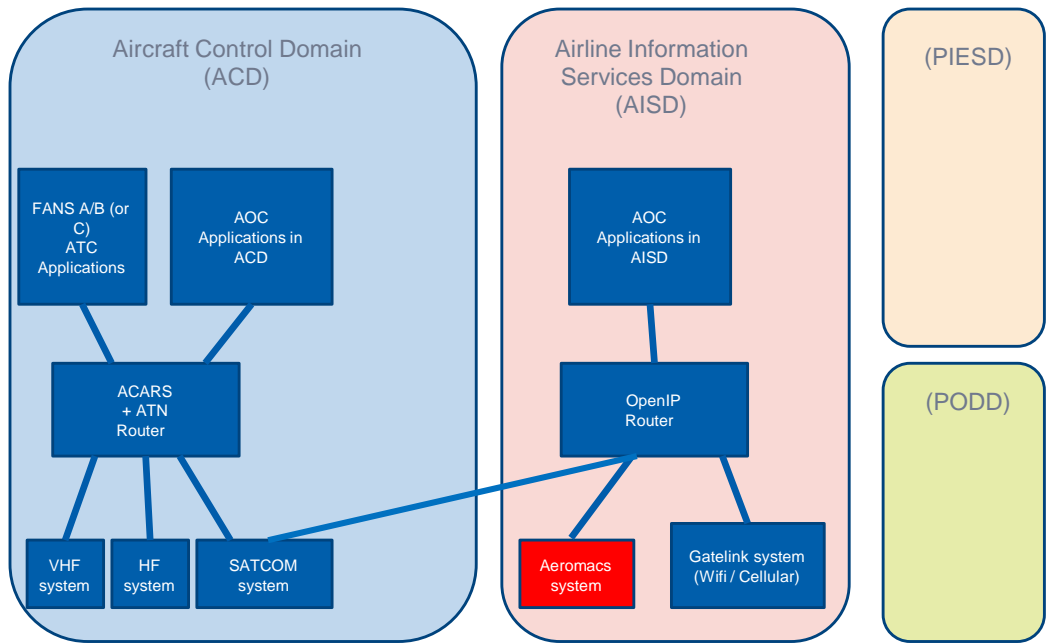 Aircraft Control Domain
(ACD)
Airline Information
Services Domain
(AISD)
(PIESD)
FANS A/B (or
C)
ATC
Applications
AOC
Applications in
ACD
AOC
Applications in
AISD
ACARS
+ ATN
Router
OpenIP
Router
(PODD)
VHF
system
HF
system
SATCOM
system
Aeromacs
system
Gatelink system
(Wifi / Cellular)